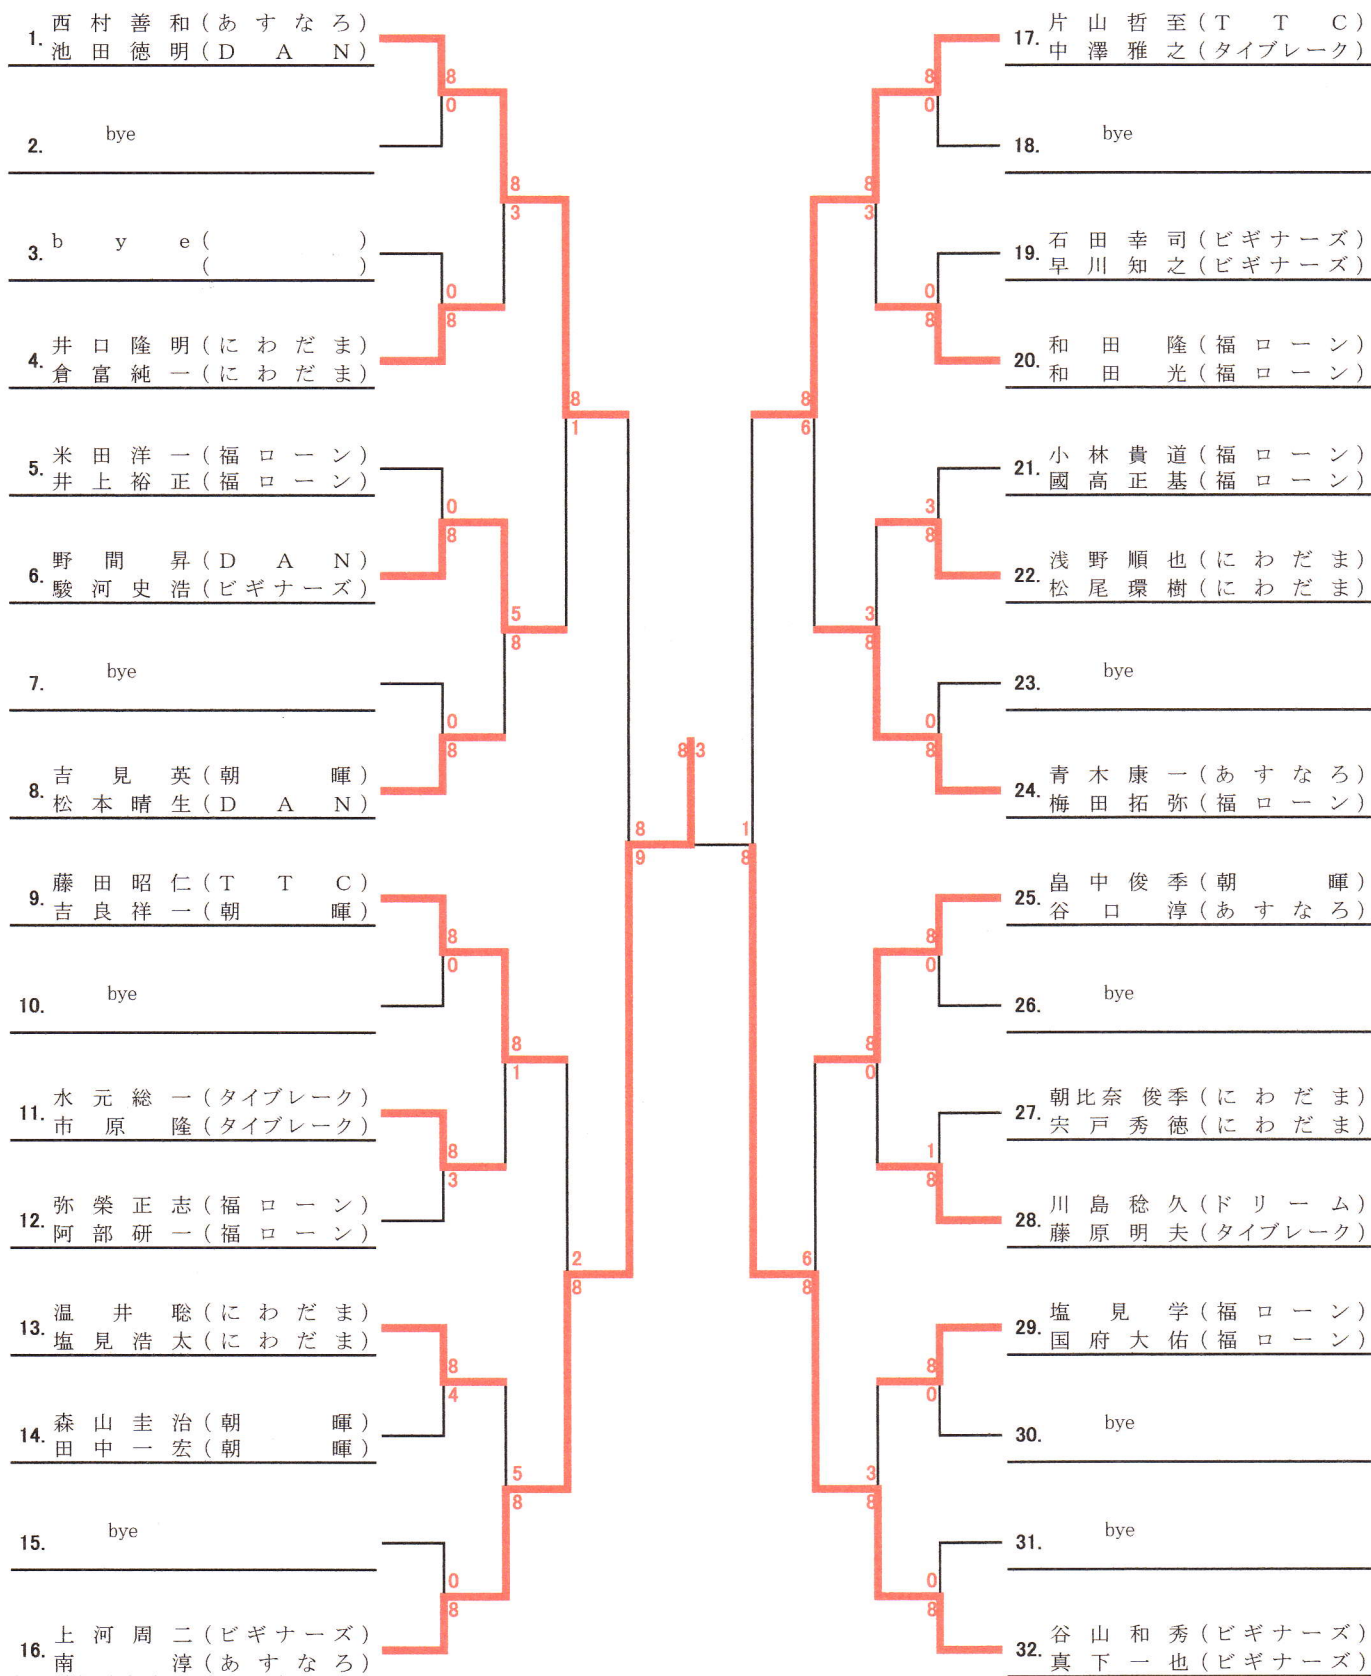 1. 西村善和(あすなろ)
池田徳明(DAN)
8
0
2. bye
8
3
3. bye( )
( )
0
8
4. 井口隆明(にわだま)
倉富純一(にわだま)
8
1
5. 米田洋一(福ローン)
井上裕正(福ローン)
0
8
6. 野間昇(DAN)
駿河史浩(ビギナーズ)
5
8
7. bye
0
8
8. 吉見英(朝暉)
松本晴生(DAN)
8
9
9. 藤田昭仁(TTC)
吉良祥一(朝暉)
8
0
10. bye
8
1
11. 水元総一(タイブレーク)
市原隆(タイブレーク)
8
3
12. 弥榮正志(福ローン)
阿部研一(福ローン)
2
8
13. 温井聡(にわだま)
塩見浩太(にわだま)
8
4
14. 森山圭治(朝暉)
田中一宏(朝暉)
5
8
15. bye
0
8
16. 上河周二(ビギナーズ)
南淳(あすなろ)
8 3
17. 片山哲至(TTC)
中澤雅之(タイブレーク)
8
0
18. bye
8
3
19. 石田幸司(ビギナーズ)
早川知之(ビギナーズ)
0
8
20. 和田隆(福ローン)
和田光(福ローン)
8
6
21. 小林貴道(福ローン)
國高正基(福ローン)
3
8
22. 浅野順也(にわだま)
松尾環樹(にわだま)
3
8
23. bye
0
8
24. 青木康一(あすなろ)
梅田拓弥(福ローン)
1
8
25. 畠中俊季(朝暉)
谷口淳(あすなろ)
8
0
26. bye
8
0
27. 朝比奈俊季(にわだま)
宍戸秀徳(にわだま)
1
8
28. 川島稔久(ドリーム)
藤原明夫(タイブレーク)
6
8
29. 塩見学(福ローン)
国府大佑(福ローン)
8
0
30. bye
3
8
31. bye
0
8
32. 谷山和秀(ビギナーズ)
真下一也(ビギナーズ)